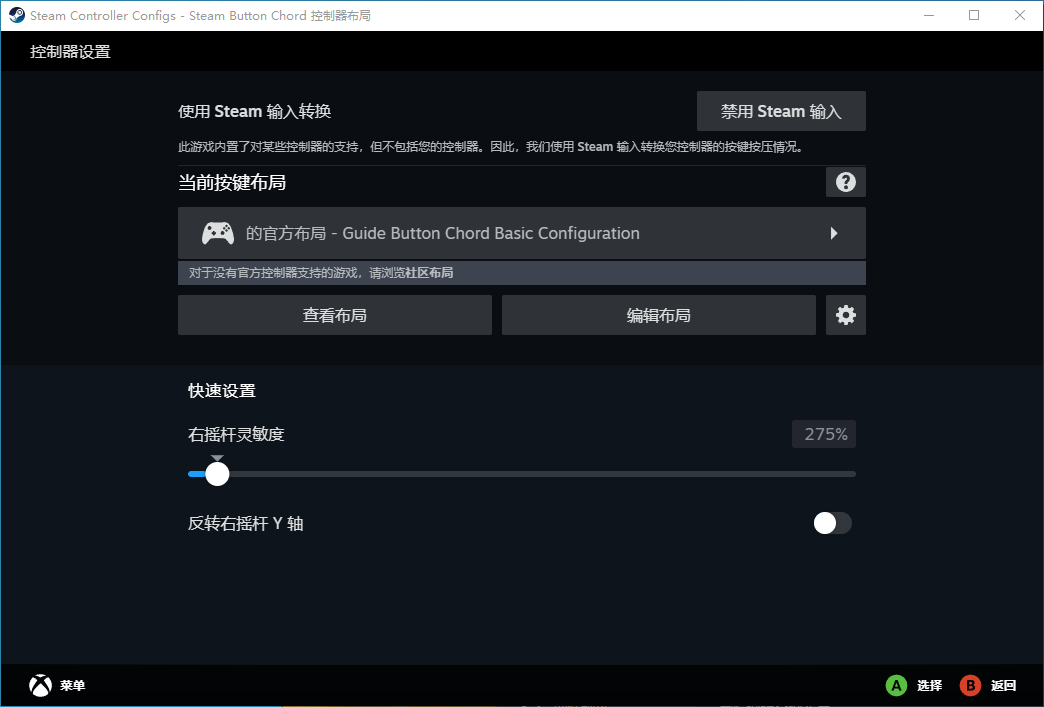 Steam Controller Configs - Steam Button Chord 控制器布局
控制器设置
使用 Steam 输入转换
禁用 Steam 输入
此游戏内置了对某些控制器的支持，但不包括您的控制器。因此，我们使用 Steam 输入转换您控制器的按键按压情况。
当前按键布局
?
的官方布局 - Guide Button Chord Basic Configuration
对于没有官方控制器支持的游戏，请浏览社区布局
查看布局
编辑布局
快速设置
右摇杆灵敏度
275%
反转右摇杆 Y 轴
菜单
A 选择
B 返回